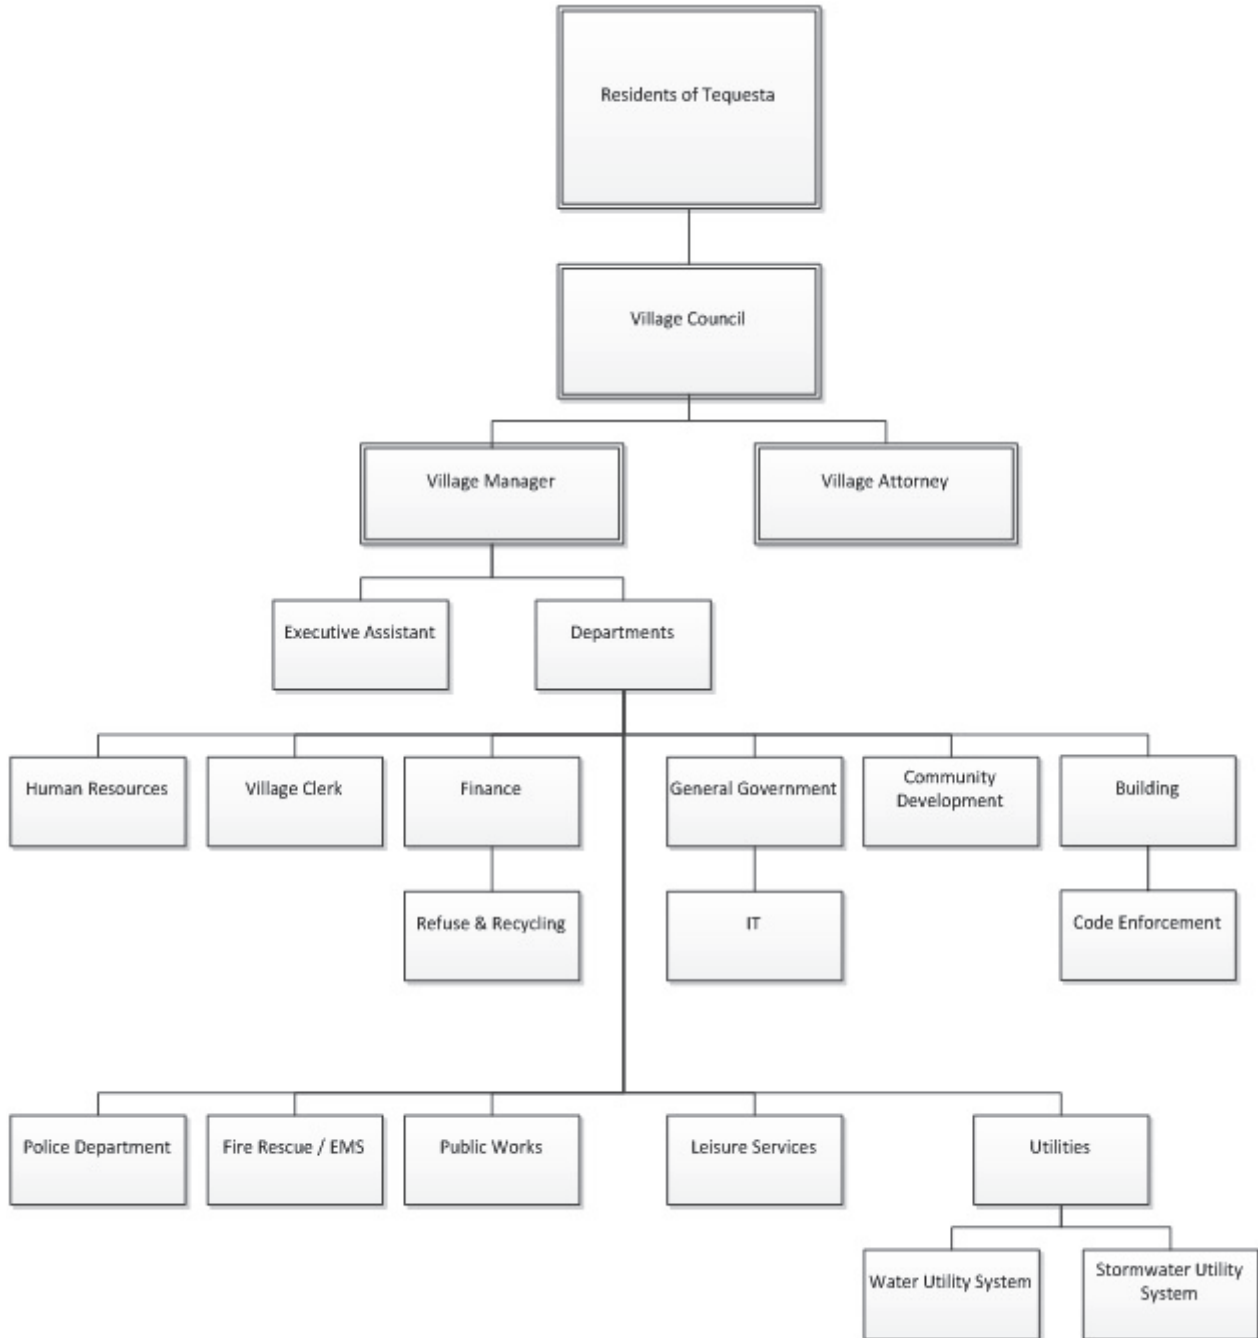 Residents of Tequesta
Village Council
Village Manager
Village Attorney
Executive Assistant
Departments
Human Resources
Village Clerk
Finance
General Government
Community
Development
Building
Refuse & Recycling
IT
Code Enforcement
Police Department
Fire Rescue / EMS
Public Works
Leisure Services
Utilities
Water Utility System
Stormwater Utility
System